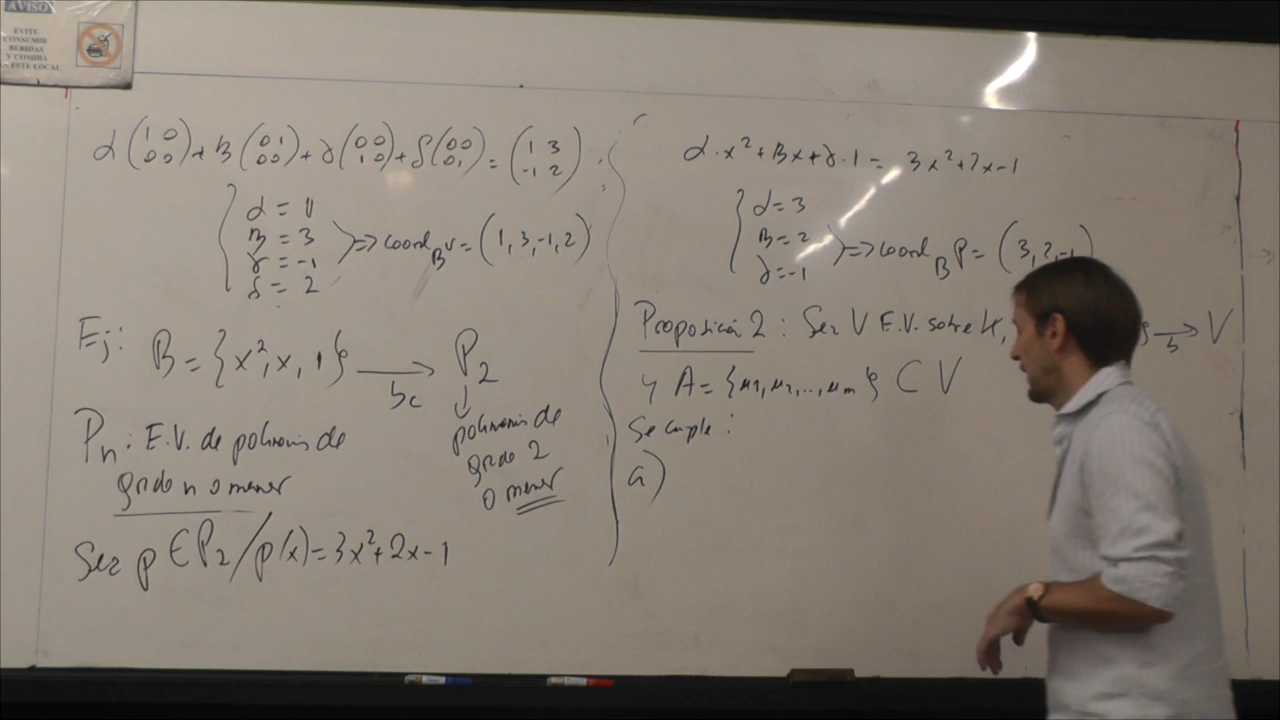 AVISO
EVITE
CONSUMIR
BEBIDAS
Y COMIDA
ESTE LOCAL
α (1 0 / 0 0) + B (0 1 / 0 0) + γ (0 0 / 1 0) + δ (0 0 / 0 1) = (1 3 / -1 2)
α = 1
B = 3
γ = -1
δ = 2
⇒ coord_B v = (1, 3, -1, 2)
Ej: B = {x², x, 1} → P₂
bc
↓
polinomios de
grado 2
o menor
Pn: E.V. de polinomios de
grado n o menor
Sea p ∈ P₂ / p(x) = 3x² + 2x - 1
α·x² + Bx + γ·1 = 3x² + 2x - 1
α = 3
B = 2
γ = -1
⇒ coord_B p = (3, 2, -1)
Proposición 2: Sea V E.V. sobre K, → V
b
y A = {u1, u2, ..., um} ⊂ V
Se cumple:
a)